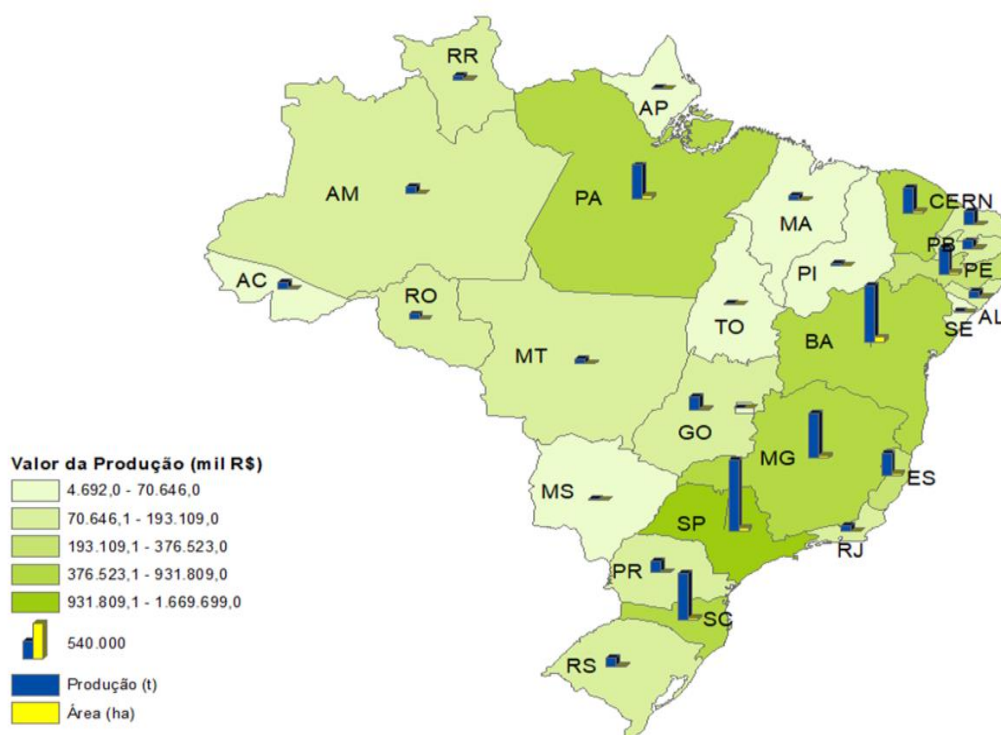 RR
AP
AM
PA
MA
CERN
PB
PE
PI
AC
RO
TO
SE
AL
BA
MT
GO
MG
ES
MS
SP
RJ
PR
SC
RS
Valor da Produção (mil R$)
4.692,0 - 70.646,0
70.646,1 - 193.109,0
193.109,1 - 376.523,0
376.523,1 - 931.809,0
931.809,1 - 1.669.699,0
540.000
Produção (t)
Área (ha)